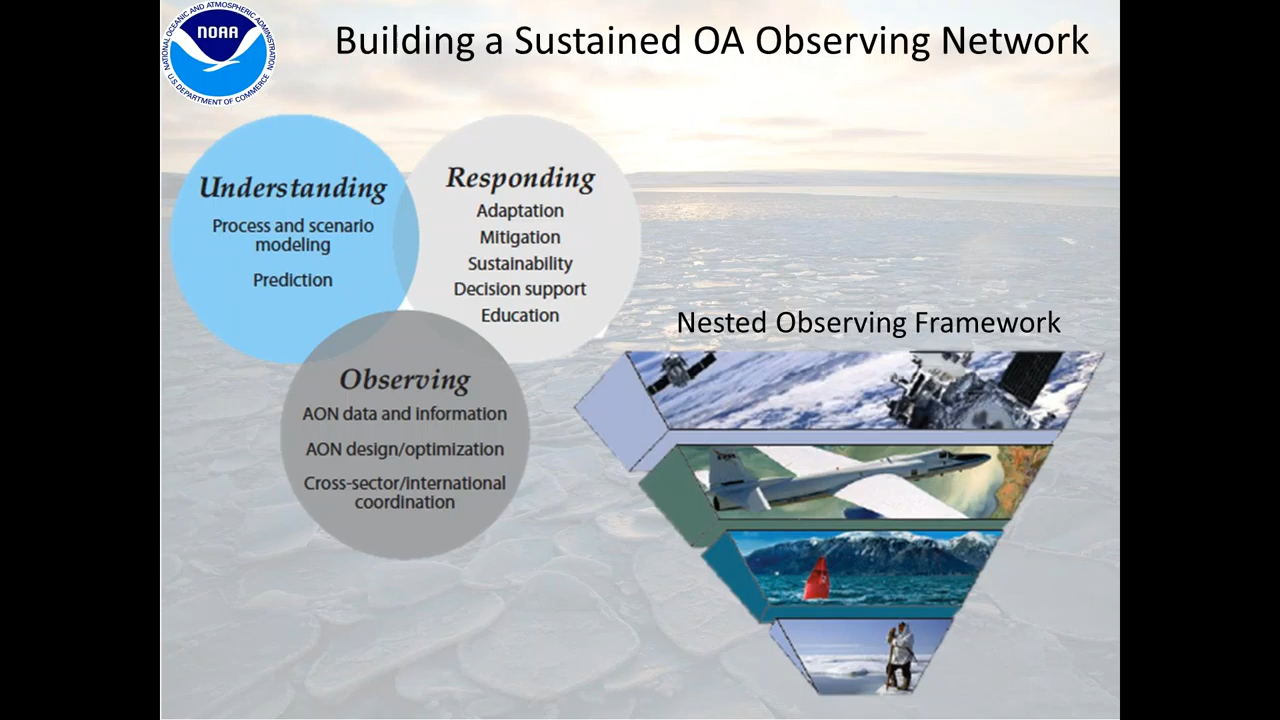 NATIONAL OCEANIC AND ATMOSPHERIC ADMINISTRATION
NOAA
U.S. DEPARTMENT OF COMMERCE
Building a Sustained OA Observing Network
Understanding
Process and scenario
modeling
Prediction
Responding
Adaptation
Mitigation
Sustainability
Decision support
Education
Observing
AON data and information
AON design/optimization
Cross-sector/international
coordination
Nested Observing Framework